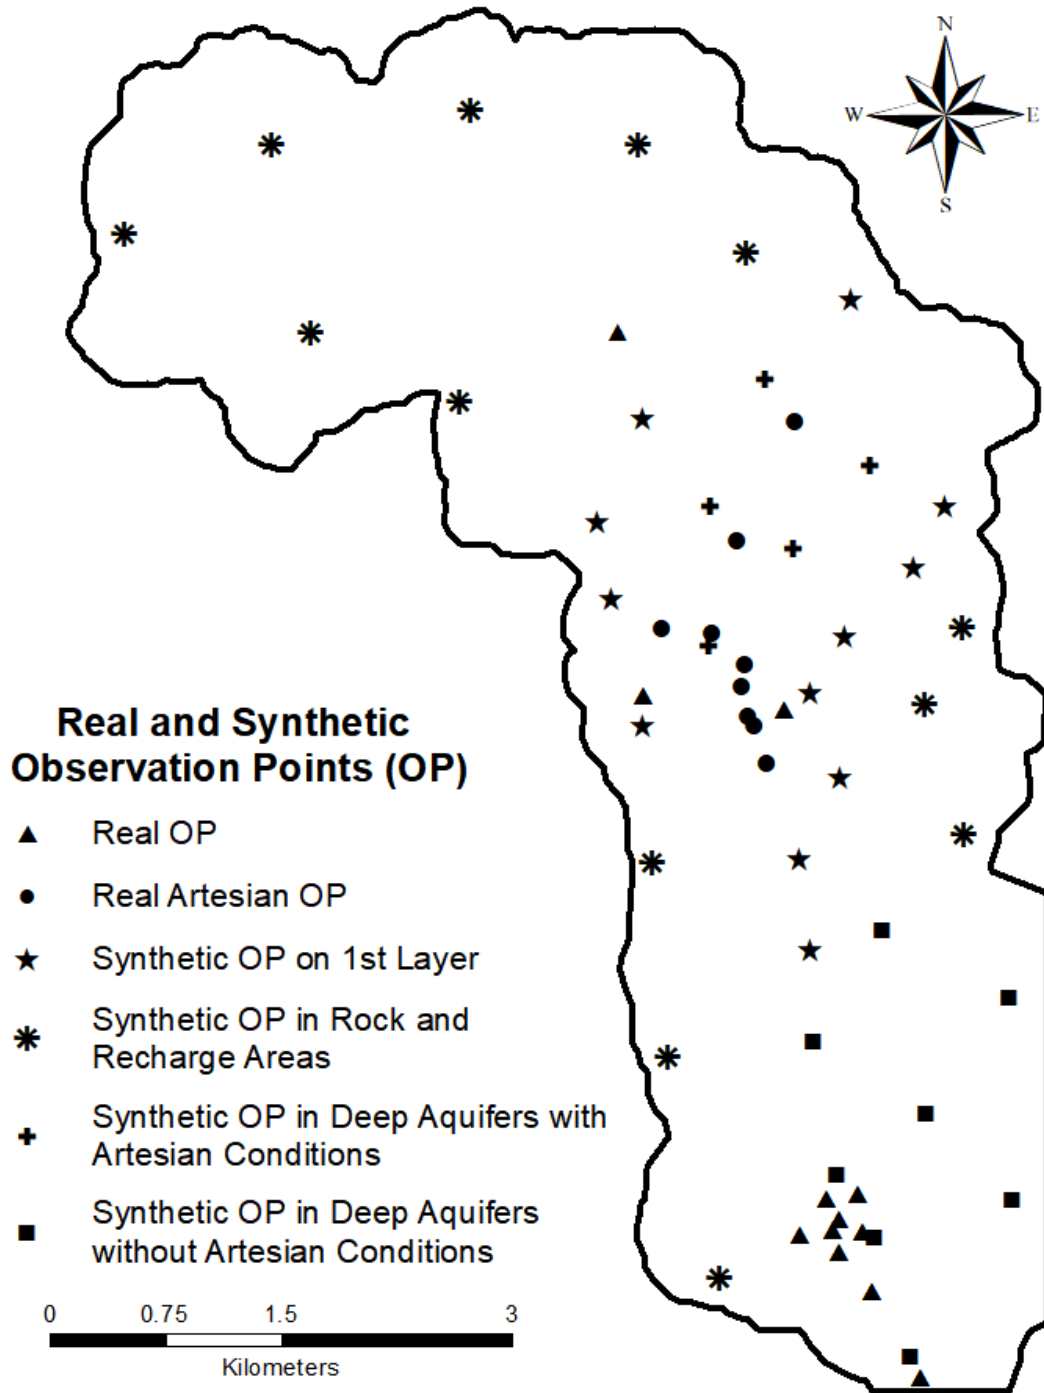 N
W E
S
Real and Synthetic
Observation Points (OP)
Real OP
Real Artesian OP
Synthetic OP on 1st Layer
Synthetic OP in Rock and
Recharge Areas
Synthetic OP in Deep Aquifers with
Artesian Conditions
Synthetic OP in Deep Aquifers
without Artesian Conditions
0 0.75 1.5 3
Kilometers